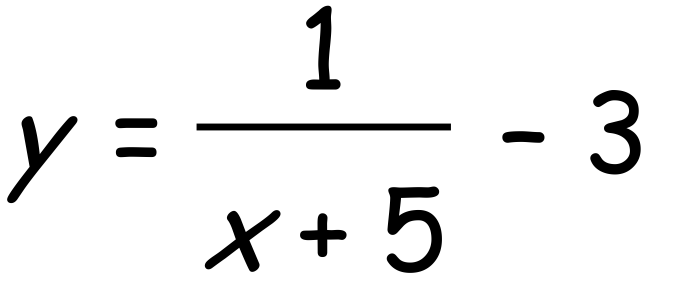 y = 1/(x + 5) - 3